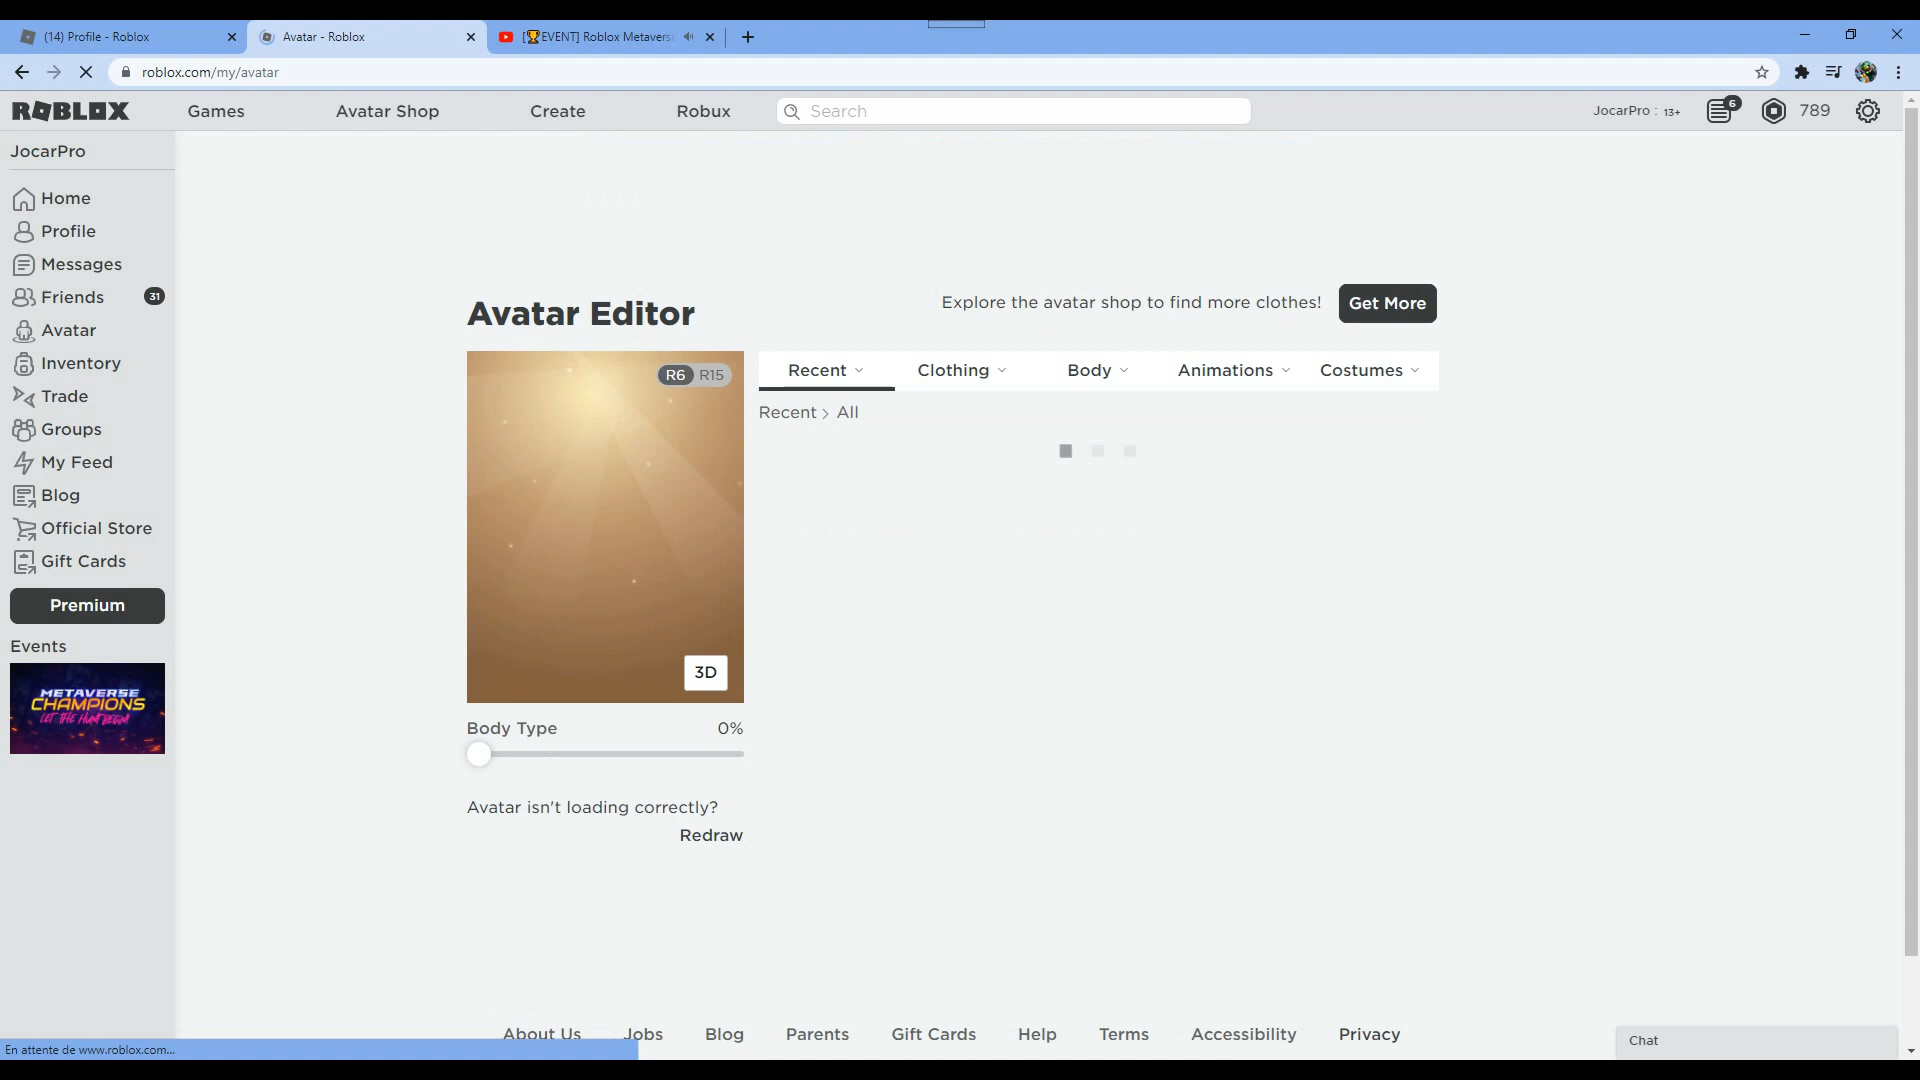 (14) Profile - Roblox
Avatar - Roblox
[🏆EVENT] Roblox Metavers
roblox.com/my/avatar
ROBLOX
Games
Avatar Shop
Create
Robux
Search
JocarPro : 13+
6
789
JocarPro
Home
Profile
Messages
Friends 31
Avatar
Inventory
Trade
Groups
My Feed
Blog
Official Store
Gift Cards
Premium
Events
METAVERSE
CHAMPIONS
LET THE HUNT BEGIN
Avatar Editor
Explore the avatar shop to find more clothes!
Get More
R6 R15
3D
Body Type 0%
Avatar isn't loading correctly?
Redraw
Recent
Clothing
Body
Animations
Costumes
Recent > All
About Us
Jobs
Blog
Parents
Gift Cards
Help
Terms
Accessibility
Privacy
Chat
En attente de www.roblox.com...